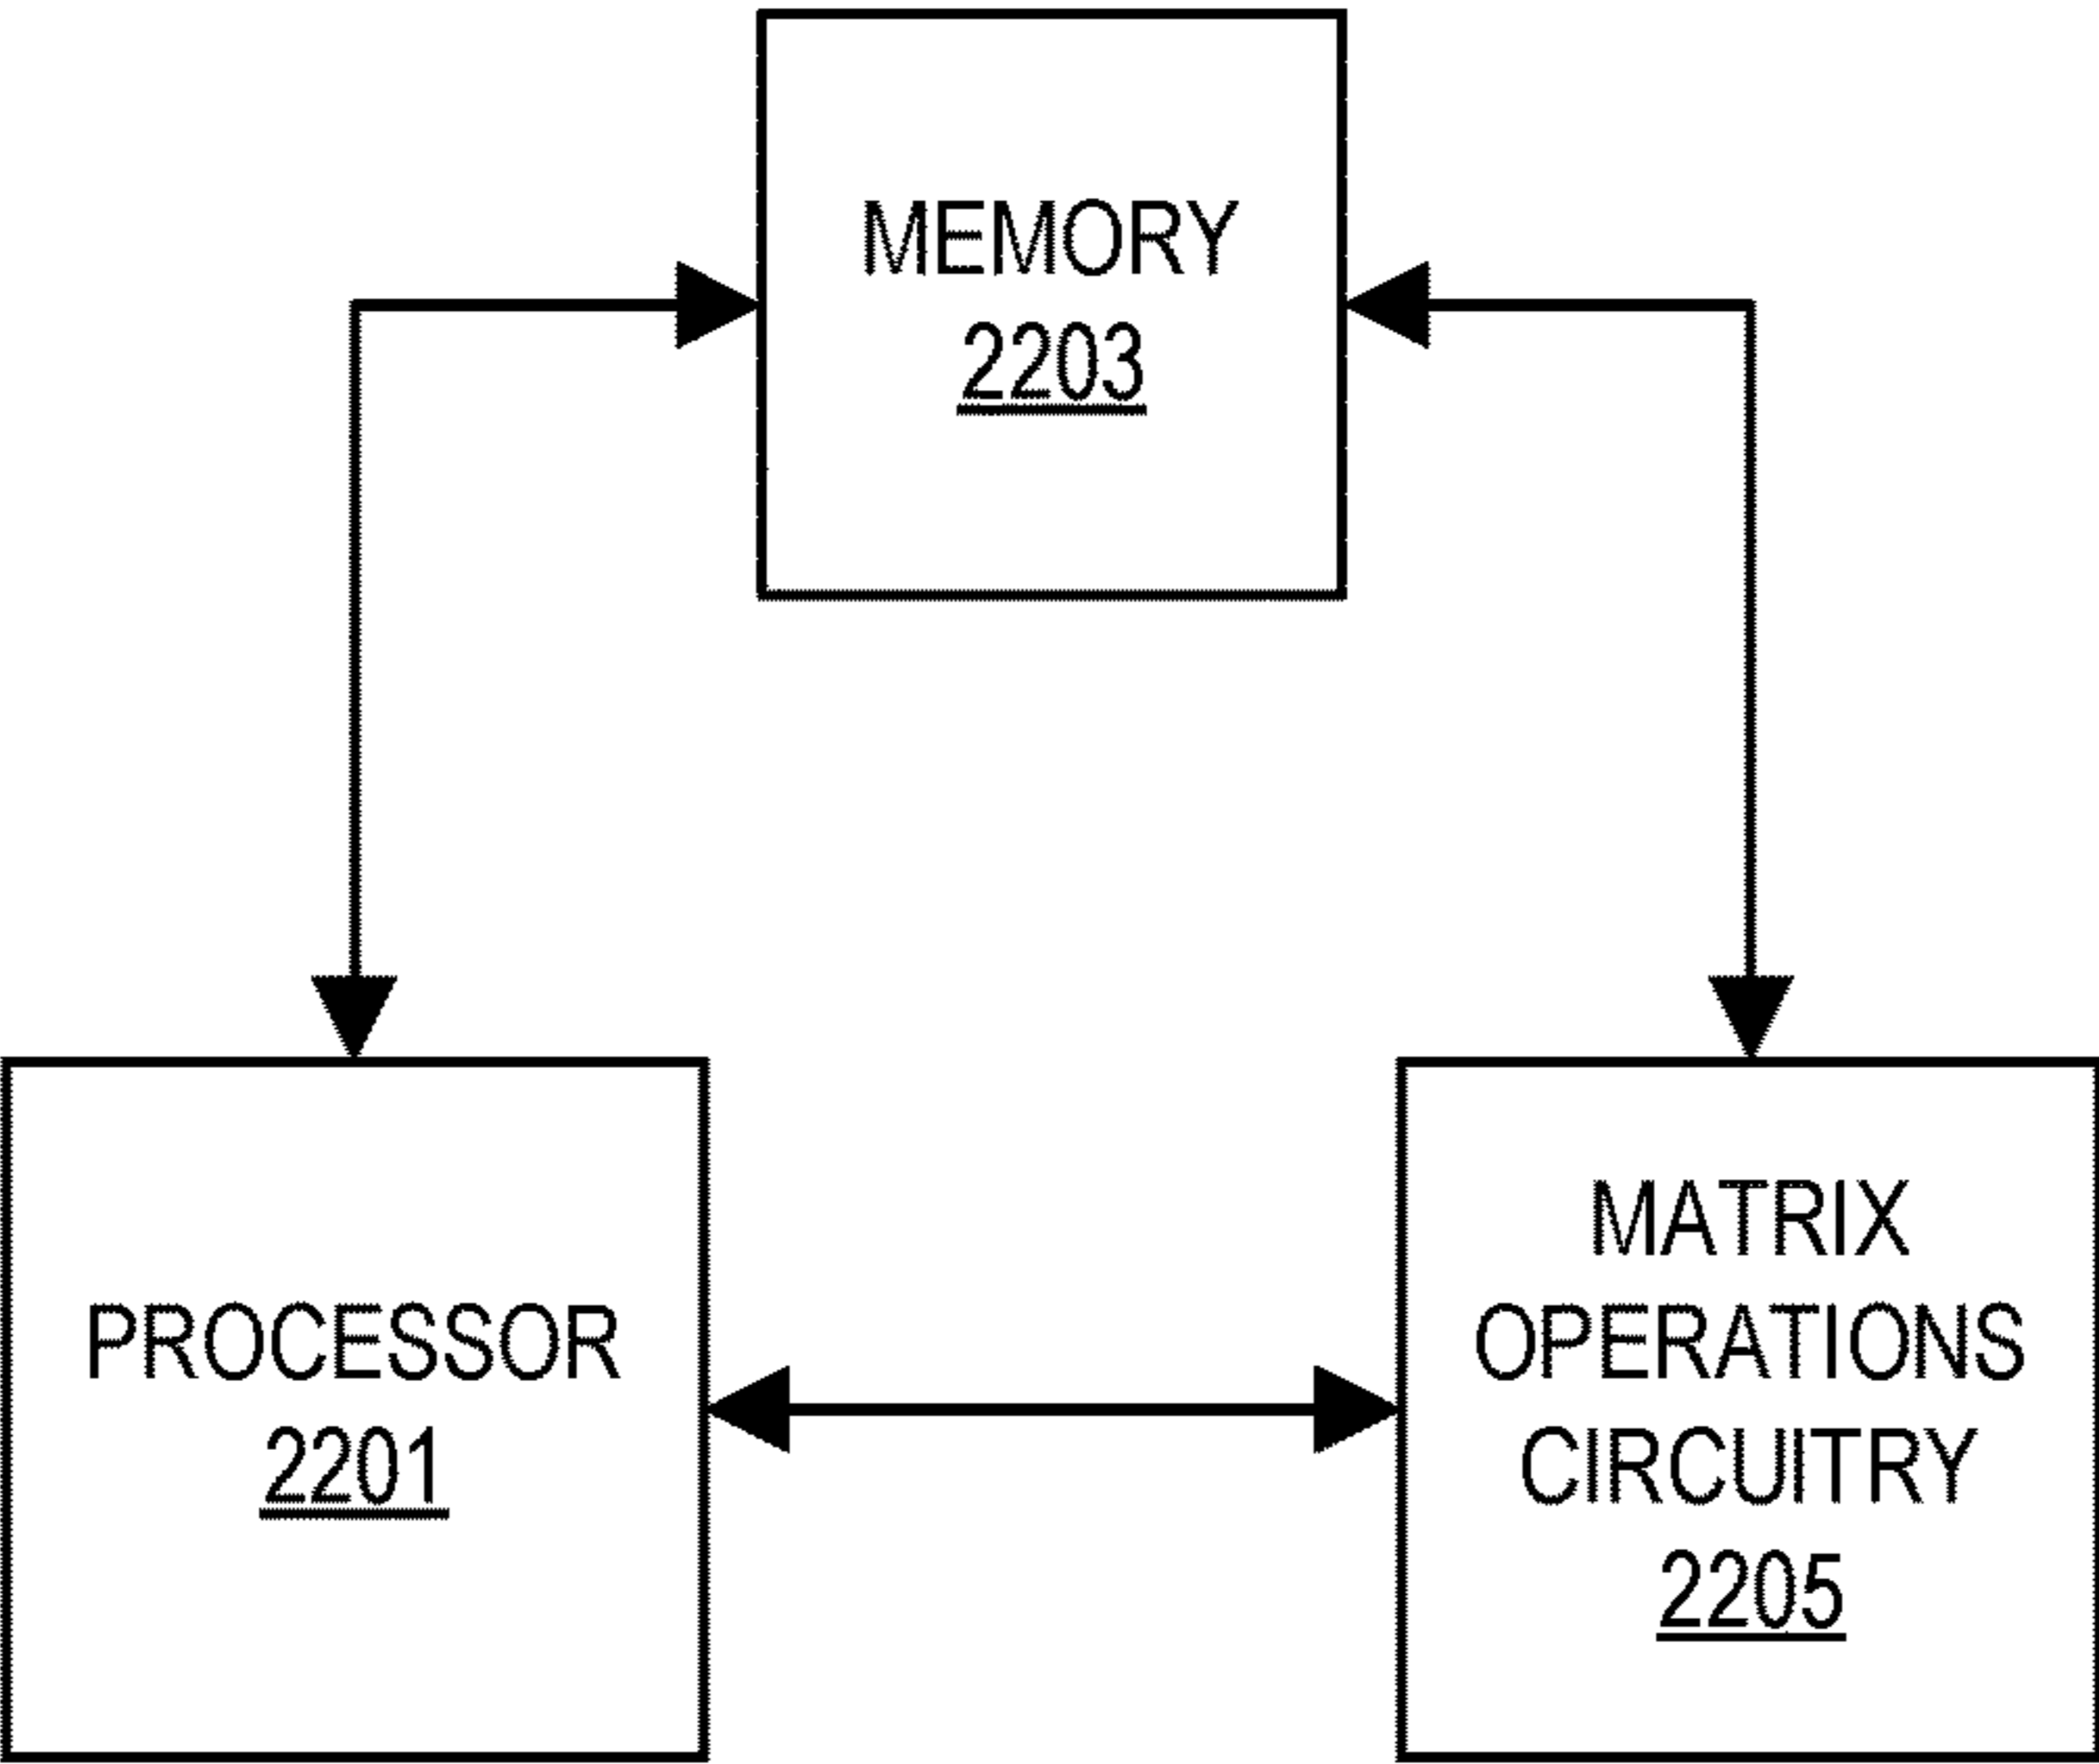 MEMORY
2203
PROCESSOR
2201
MATRIX
OPERATIONS
CIRCUITRY
2205